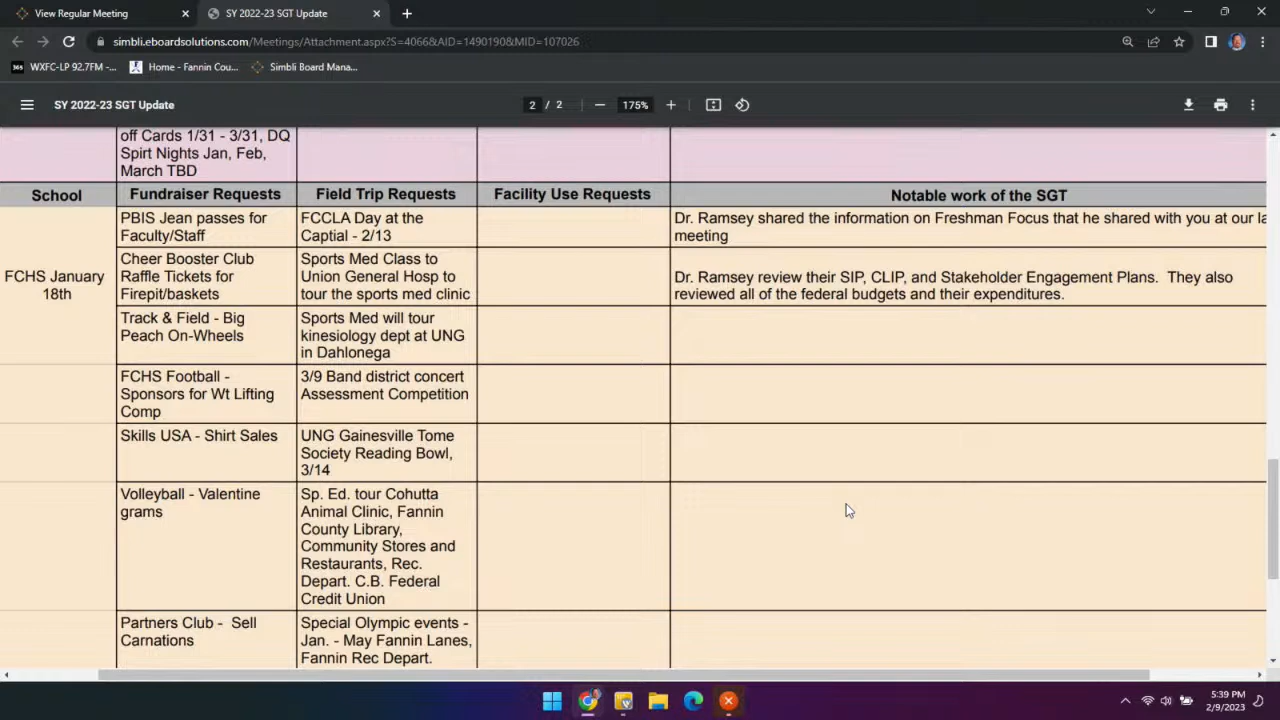 View Regular Meeting
SY 2022-23 SGT Update
simbli.eboardsolutions.com/Meetings/Attachment.aspx?S=4066&AID=1490190&MID=107026
365 WXFC-LP 92.7FM -... Home - Fannin Cou... Simbli Board Mana...
SY 2022-23 SGT Update
2 / 2
175%
off Cards 1/31 - 3/31, DQ
Spirt Nights Jan, Feb,
March TBD
School
Fundraiser Requests
Field Trip Requests
Facility Use Requests
Notable work of the SGT
FCHS January
18th
PBIS Jean passes for
Faculty/Staff
FCCLA Day at the
Captial - 2/13
Dr. Ramsey shared the information on Freshman Focus that he shared with you at our la
meeting
Cheer Booster Club
Raffle Tickets for
Firepit/baskets
Sports Med Class to
Union General Hosp to
tour the sports med clinic
Dr. Ramsey review their SIP, CLIP, and Stakeholder Engagement Plans. They also
reviewed all of the federal budgets and their expenditures.
Track & Field - Big
Peach On-Wheels
Sports Med will tour
kinesiology dept at UNG
in Dahlonega
FCHS Football -
Sponsors for Wt Lifting
Comp
3/9 Band district concert
Assessment Competition
Skills USA - Shirt Sales
UNG Gainesville Tome
Society Reading Bowl,
3/14
Volleyball - Valentine
grams
Sp. Ed. tour Cohutta
Animal Clinic, Fannin
County Library,
Community Stores and
Restaurants, Rec.
Depart. C.B. Federal
Credit Union
Partners Club - Sell
Carnations
Special Olympic events -
Jan. - May Fannin Lanes,
Fannin Rec Depart.
5:39 PM
2/9/2023